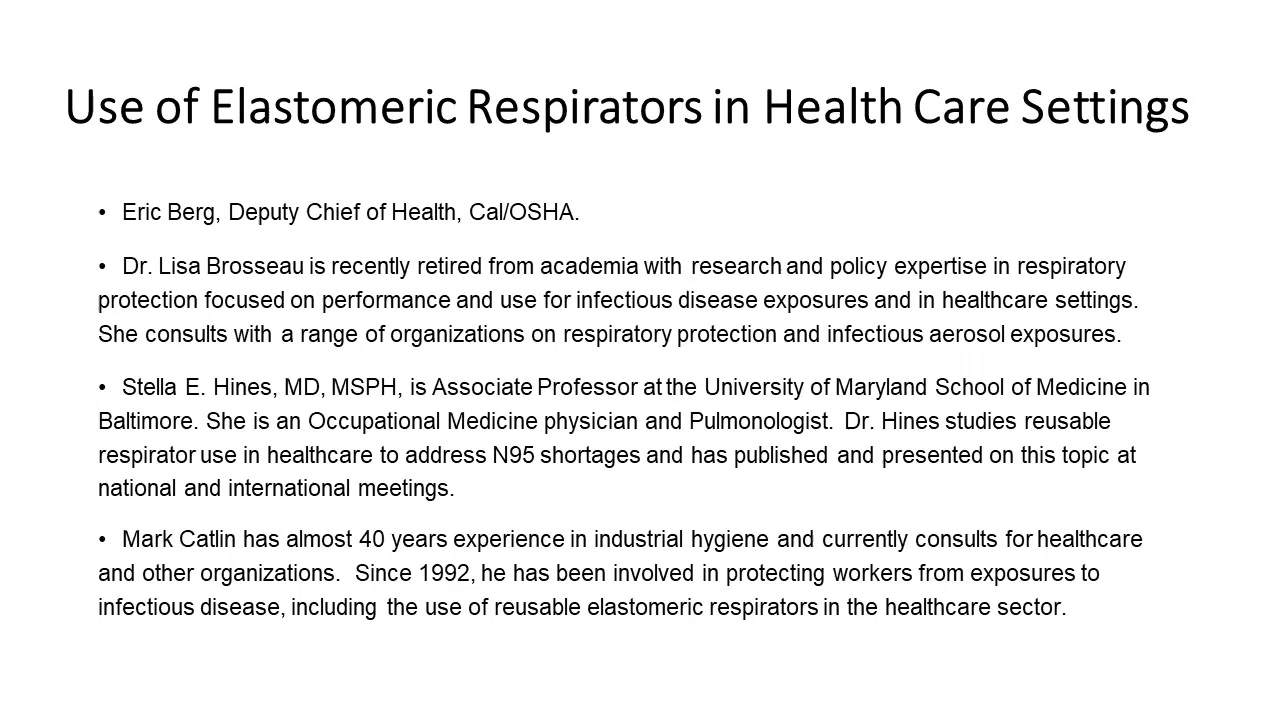 Use of Elastomeric Respirators in Health Care Settings
• Eric Berg, Deputy Chief of Health, Cal/OSHA.
• Dr. Lisa Brosseau is recently retired from academia with research and policy expertise in respiratory
protection focused on performance and use for infectious disease exposures and in healthcare settings.
She consults with a range of organizations on respiratory protection and infectious aerosol exposures.
• Stella E. Hines, MD, MSPH, is Associate Professor at the University of Maryland School of Medicine in
Baltimore. She is an Occupational Medicine physician and Pulmonologist. Dr. Hines studies reusable
respirator use in healthcare to address N95 shortages and has published and presented on this topic at
national and international meetings.
• Mark Catlin has almost 40 years experience in industrial hygiene and currently consults for healthcare
and other organizations. Since 1992, he has been involved in protecting workers from exposures to
infectious disease, including the use of reusable elastomeric respirators in the healthcare sector.